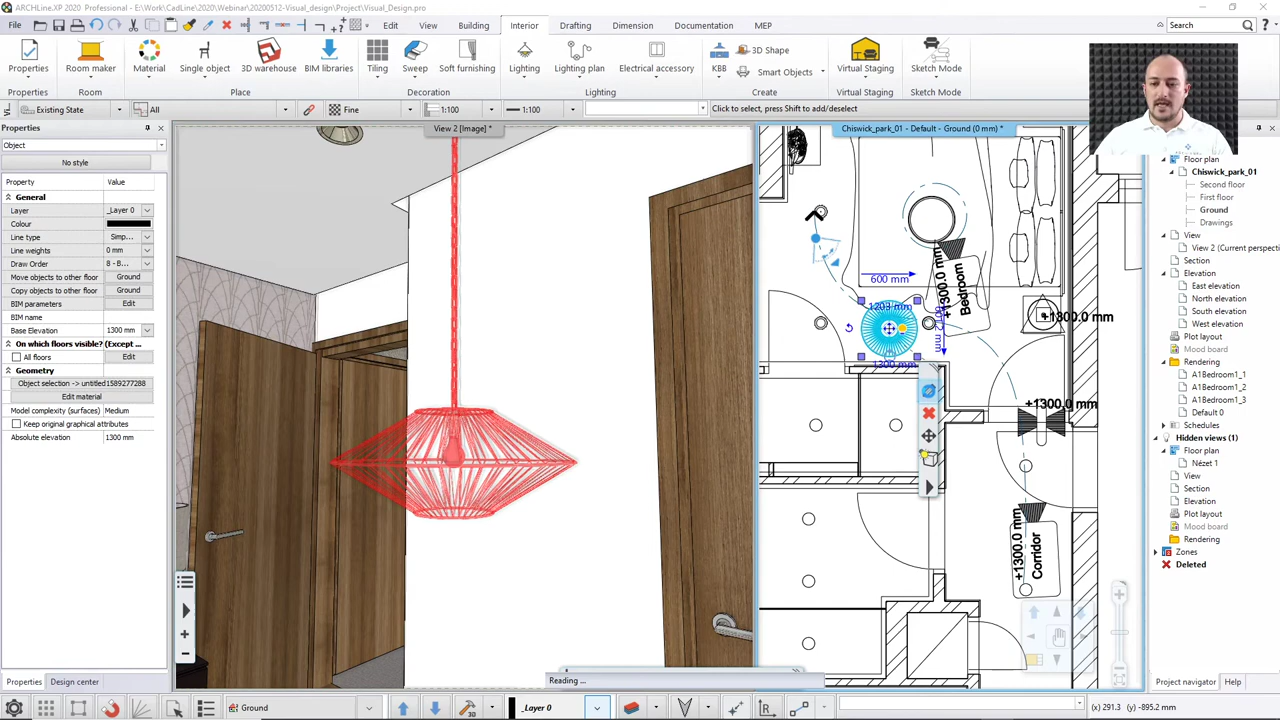 ARCHLine.XP 2020 Professional - E:\Work\CadLine\2020\Webinar\20200512-Visual_design\Project\Visual_Design.pro
File Edit View Building Interior Drafting Dimension Documentation MEP Search
Properties Room maker Material Single object 3D warehouse BIM libraries Tiling Sweep Soft furnishing Lighting Lighting plan Electrical accessory KBB 3D Shape Smart Objects Virtual Staging Sketch Mode
Properties Room Place Decoration Lighting Create Virtual Staging Sketch Mode
Existing State All Fine 1:100 1:100 Click to select, press Shift to add/deselect
Properties
Object
No style
Property Value
General
Layer _Layer 0
Colour
Line type Simp...
Line weights 0 mm
Draw Order 8 - B...
Move objects to other floor Ground
Copy objects to other floor Ground
BIM parameters Edit
BIM name
Base Elevation 1300 mm
On which floors visible? (Except ...
All floors Edit
Geometry
Object selection -> untitled1589277288
Edit material
Model complexity (surfaces) Medium
Keep original graphical attributes
Absolute elevation 1300 mm
Properties Design center
View 2 [Image] *
Chiswick_park_01 - Default - Ground (0 mm) *
600 mm
1203 mm
1300 mm
+1300.0 mm
Bedroom
+1300.0 mm
+1300.0 mm
+1300.0 mm
Corridor
Reading ...
Floor plan
Chiswick_park_01
Second floor
First floor
Ground
Drawings
View
View 2 (Current perspecti
Section
Elevation
East elevation
North elevation
South elevation
West elevation
Plot layout
Mood board
Rendering
A1Bedroom1_1
A1Bedroom1_2
A1Bedroom1_3
Default 0
Schedules
Hidden views (1)
Floor plan
Nézet 1
View
Section
Elevation
Plot layout
Mood board
Rendering
Zones
Deleted
Project navigator Help
Ground _Layer 0 X 291.3 Y -895.2 mm